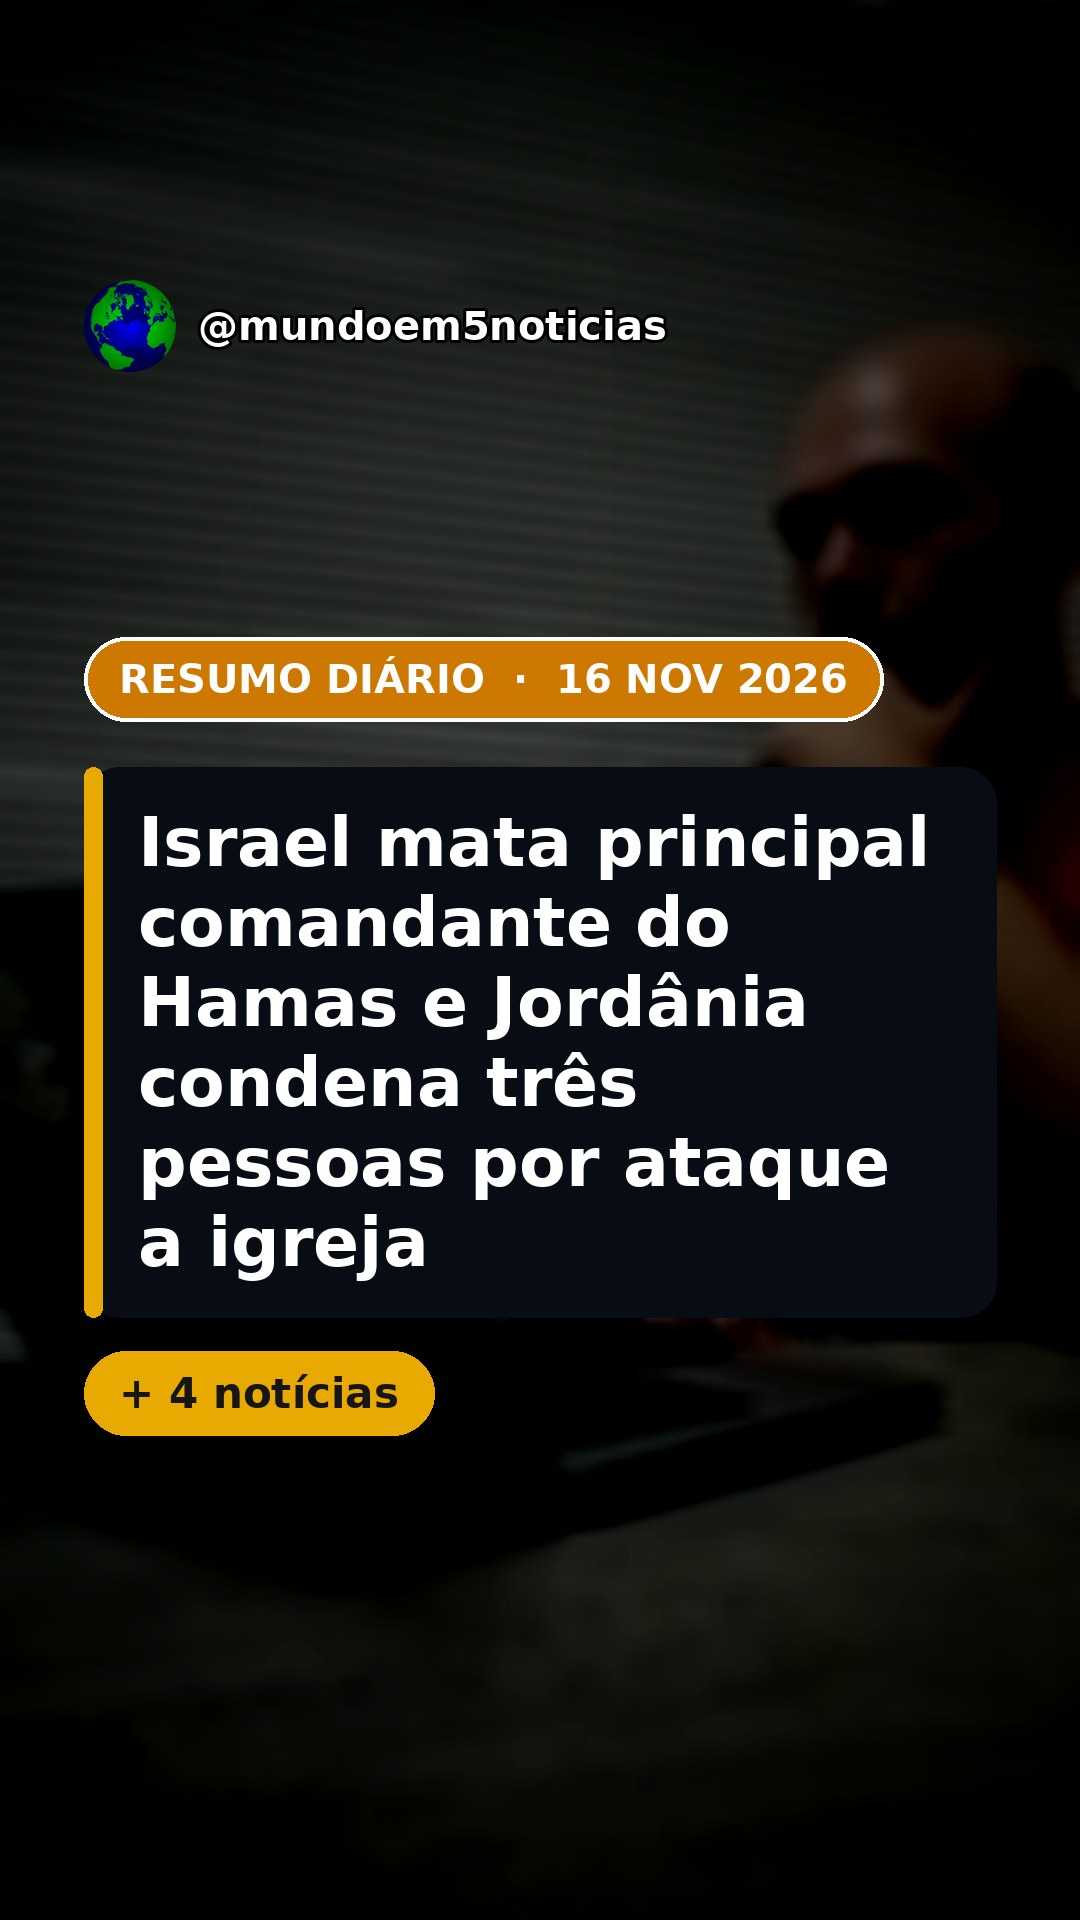 @mundoem5noticias
RESUMO DIÁRIO · 16 NOV 2026
Israel mata principal
comandante do
Hamas e Jordânia
condena três
pessoas por ataque
a igreja
+ 4 notícias